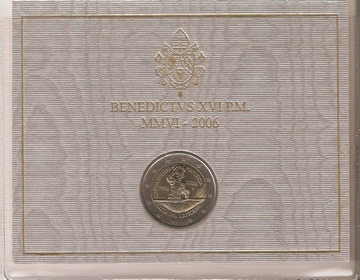 BENEDICTVS XVI P.M.
MMVI - 2006